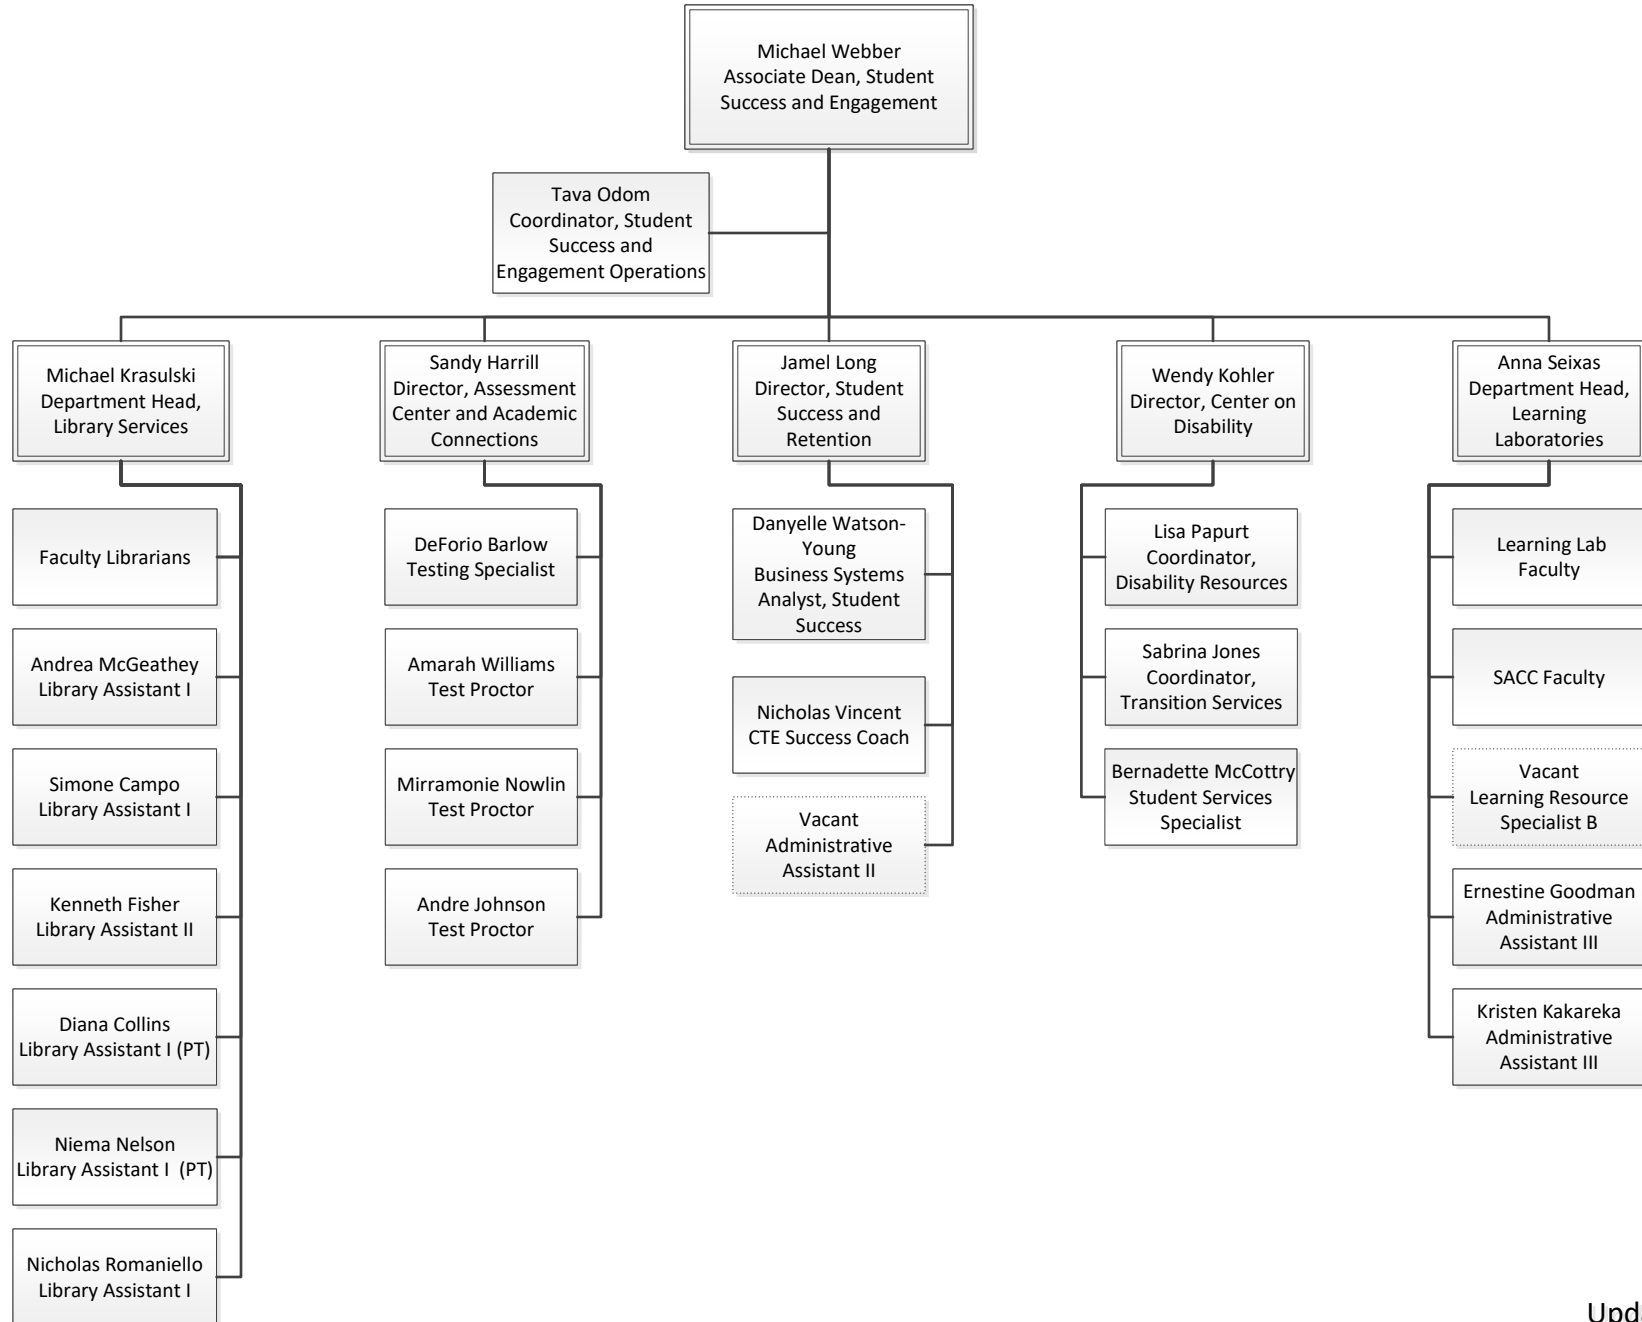 Michael Webber
Associate Dean, Student
Success and Engagement
Tava Odom
Coordinator, Student
Success and
Engagement Operations
Michael Krasulski
Department Head,
Library Services
Sandy Harrill
Director, Assessment
Center and Academic
Connections
Jamel Long
Director, Student
Success and
Retention
Wendy Kohler
Director, Center on
Disability
Anna Seixas
Department Head,
Learning
Laboratories
Faculty Librarians
Andrea McGeathey
Library Assistant I
Simone Campo
Library Assistant I
Kenneth Fisher
Library Assistant II
Diana Collins
Library Assistant I (PT)
Niema Nelson
Library Assistant I  (PT)
Nicholas Romaniello
Library Assistant I
DeForio Barlow
Testing Specialist
Amarah Williams
Test Proctor
Mirramonie Nowlin
Test Proctor
Andre Johnson
Test Proctor
Danyelle Watson-
Young
Business Systems
Analyst, Student
Success
Nicholas Vincent
CTE Success Coach
Vacant
Administrative
Assistant II
Lisa Papurt
Coordinator,
Disability Resources
Sabrina Jones
Coordinator,
Transition Services
Bernadette McCottry
Student Services
Specialist
Learning Lab
Faculty
SACC Faculty
Vacant
Learning Resource
Specialist B
Ernestine Goodman
Administrative
Assistant III
Kristen Kakareka
Administrative
Assistant III